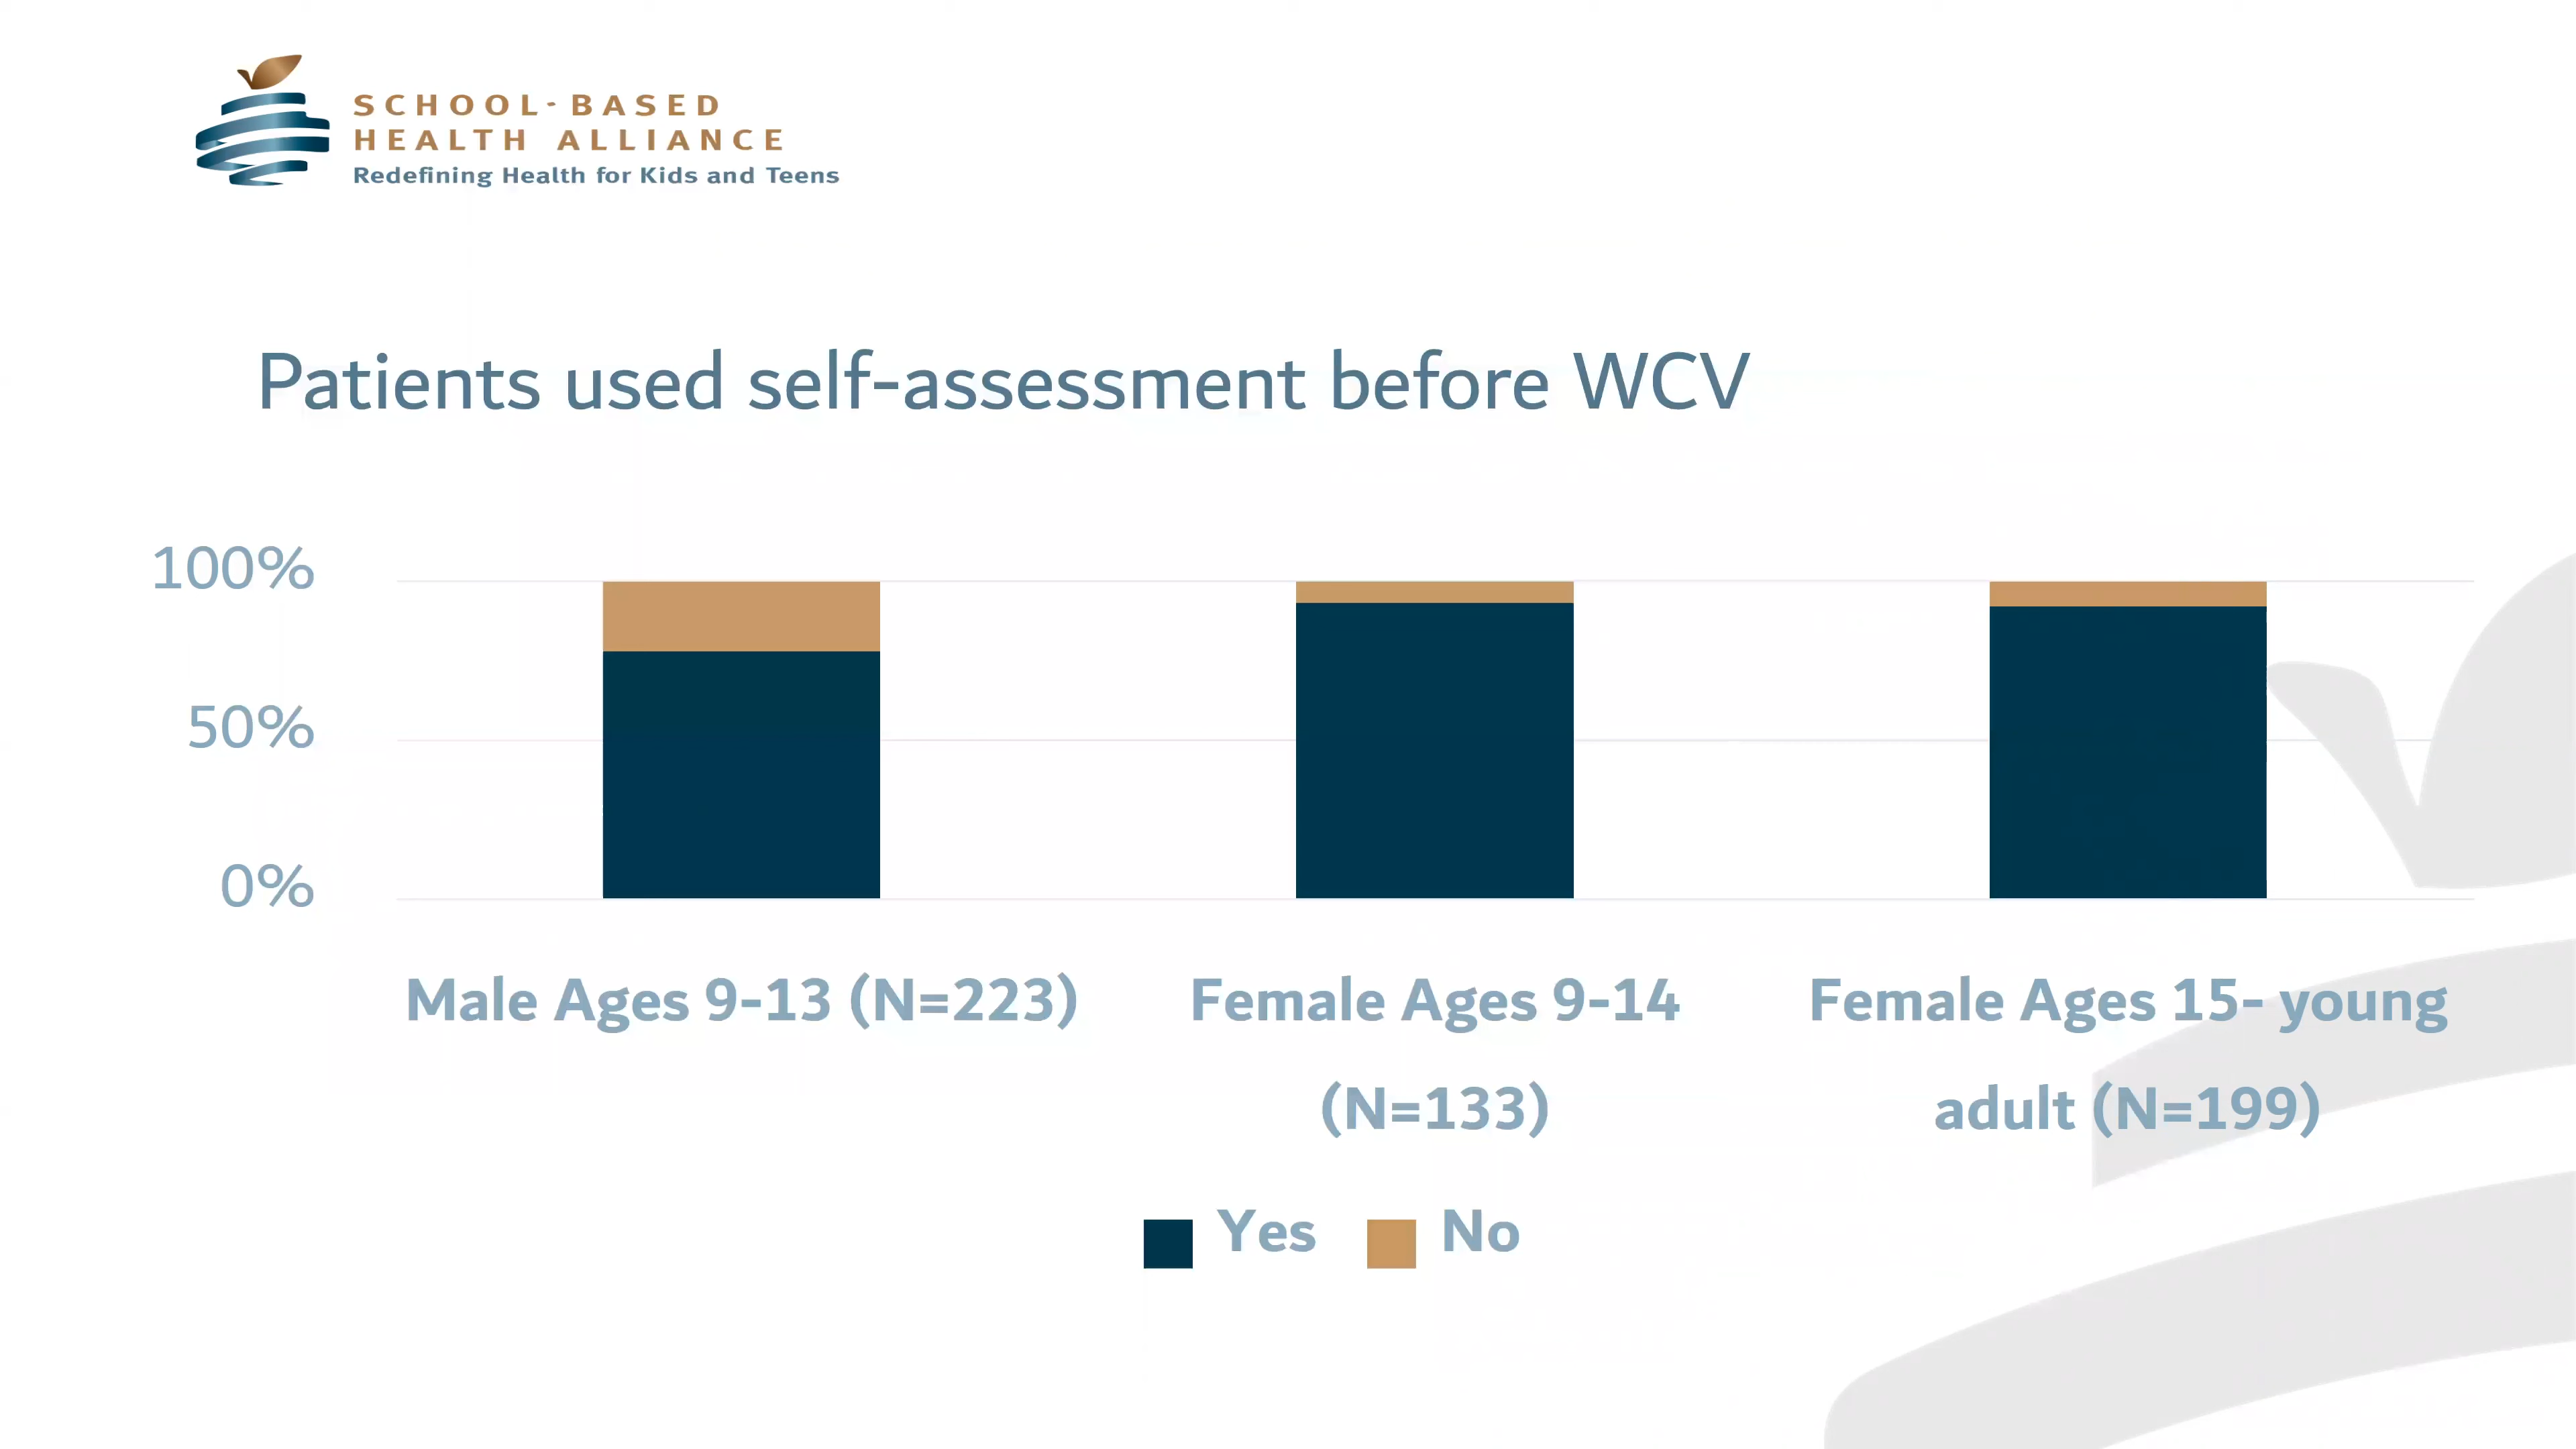 SCHOOL-BASED
HEALTH ALLIANCE
Redefining Health for Kids and Teens
Patients used self-assessment before WCV
100%
50%
0%
Male Ages 9-13 (N=223)
Female Ages 9-14
(N=133)
Female Ages 15- young
adult (N=199)
Yes
No